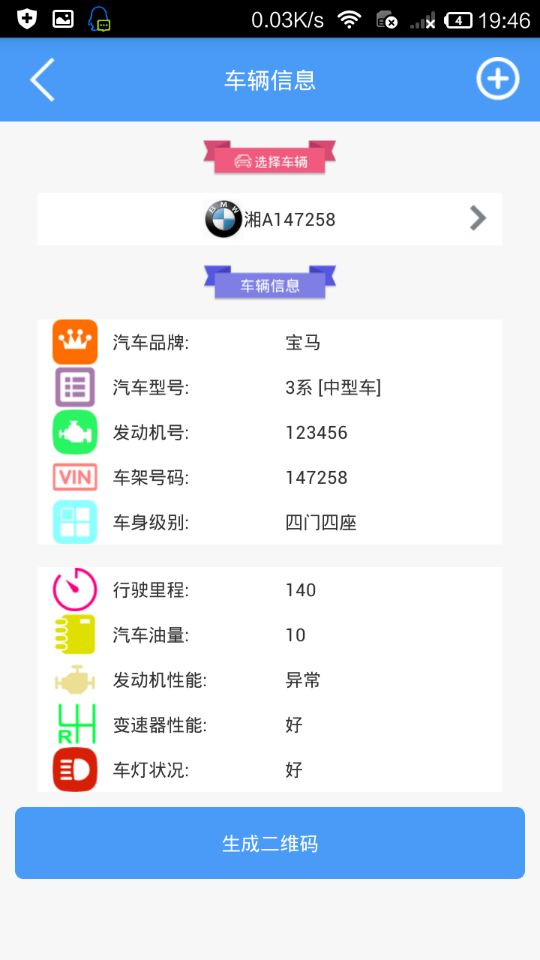 0.03K/s 4 19:46
车辆信息
选择车辆
BMW 湘A147258
车辆信息
汽车品牌: 宝马
汽车型号: 3系 [中型车]
发动机号: 123456
VIN 车架号码: 147258
车身级别: 四门四座
行驶里程: 140
汽车油量: 10
发动机性能: 异常
R 变速器性能: 好
车灯状况: 好
生成二维码